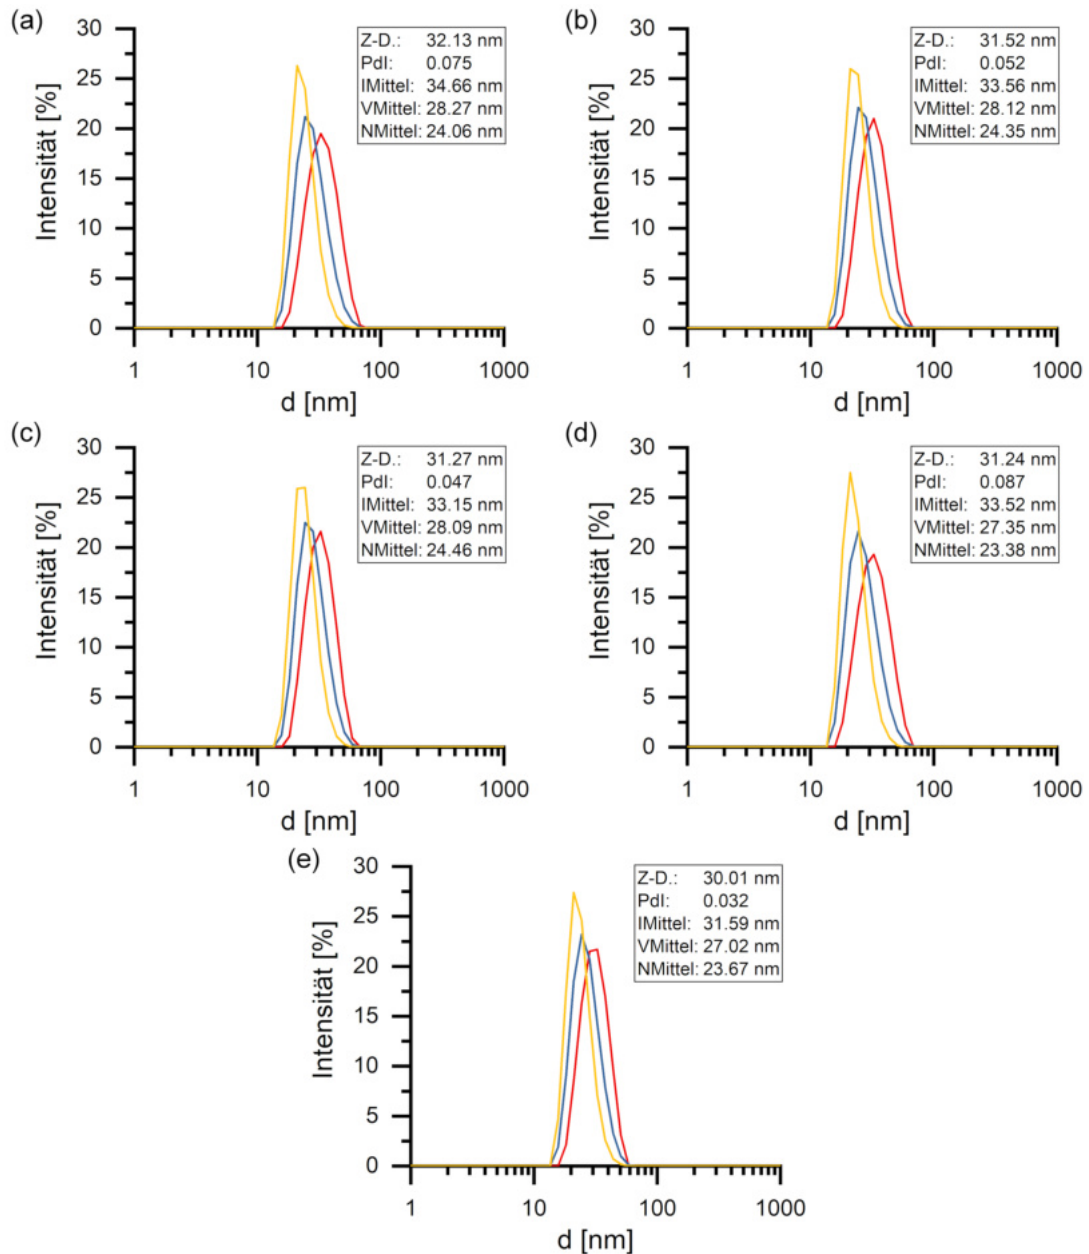 (a)
30
25
20
15
10
5
0
Intensität [%]
Z-D.: 32.13 nm
PdI: 0.075
IMittel: 34.66 nm
VMittel: 28.27 nm
NMittel: 24.06 nm
1 10 100 1000
d [nm]
(b)
30
25
20
15
10
5
0
Intensität [%]
Z-D.: 31.52 nm
PdI: 0.052
IMittel: 33.56 nm
VMittel: 28.12 nm
NMittel: 24.35 nm
1 10 100 1000
d [nm]
(c)
30
25
20
15
10
5
0
Intensität [%]
Z-D.: 31.27 nm
PdI: 0.047
IMittel: 33.15 nm
VMittel: 28.09 nm
NMittel: 24.46 nm
1 10 100 1000
d [nm]
(d)
30
25
20
15
10
5
0
Intensität [%]
Z-D.: 31.24 nm
PdI: 0.087
IMittel: 33.52 nm
VMittel: 27.35 nm
NMittel: 23.38 nm
1 10 100 1000
d [nm]
(e)
30
25
20
15
10
5
0
Intensität [%]
Z-D.: 30.01 nm
PdI: 0.032
IMittel: 31.59 nm
VMittel: 27.02 nm
NMittel: 23.67 nm
1 10 100 1000
d [nm]